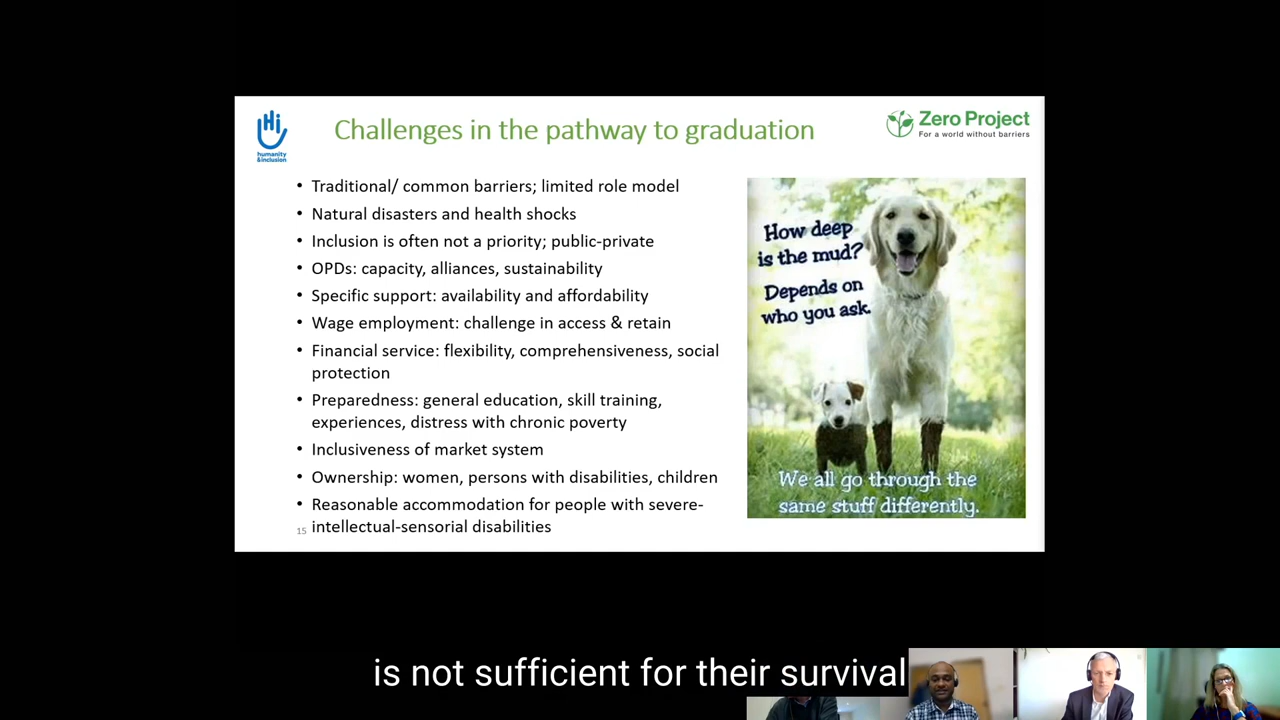 Hi
humanity
&inclusion
Challenges in the pathway to graduation
Zero Project
For a world without barriers
• Traditional/ common barriers; limited role model
• Natural disasters and health shocks
• Inclusion is often not a priority; public-private
• OPDs: capacity, alliances, sustainability
• Specific support: availability and affordability
• Wage employment: challenge in access & retain
• Financial service: flexibility, comprehensiveness, social
protection
• Preparedness: general education, skill training,
experiences, distress with chronic poverty
• Inclusiveness of market system
• Ownership: women, persons with disabilities, children
• Reasonable accommodation for people with severe-
intellectual-sensorial disabilities
15
How deep
is the mud?
Depends on
who you ask.
We all go through the
same stuff differently.
is not sufficient for their survival